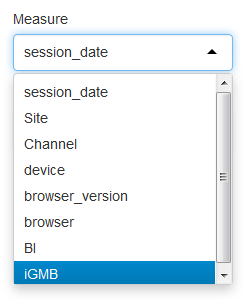 Measure
session_date
session_date
Site
Channel
device
browser_version
browser
BI
iGMB